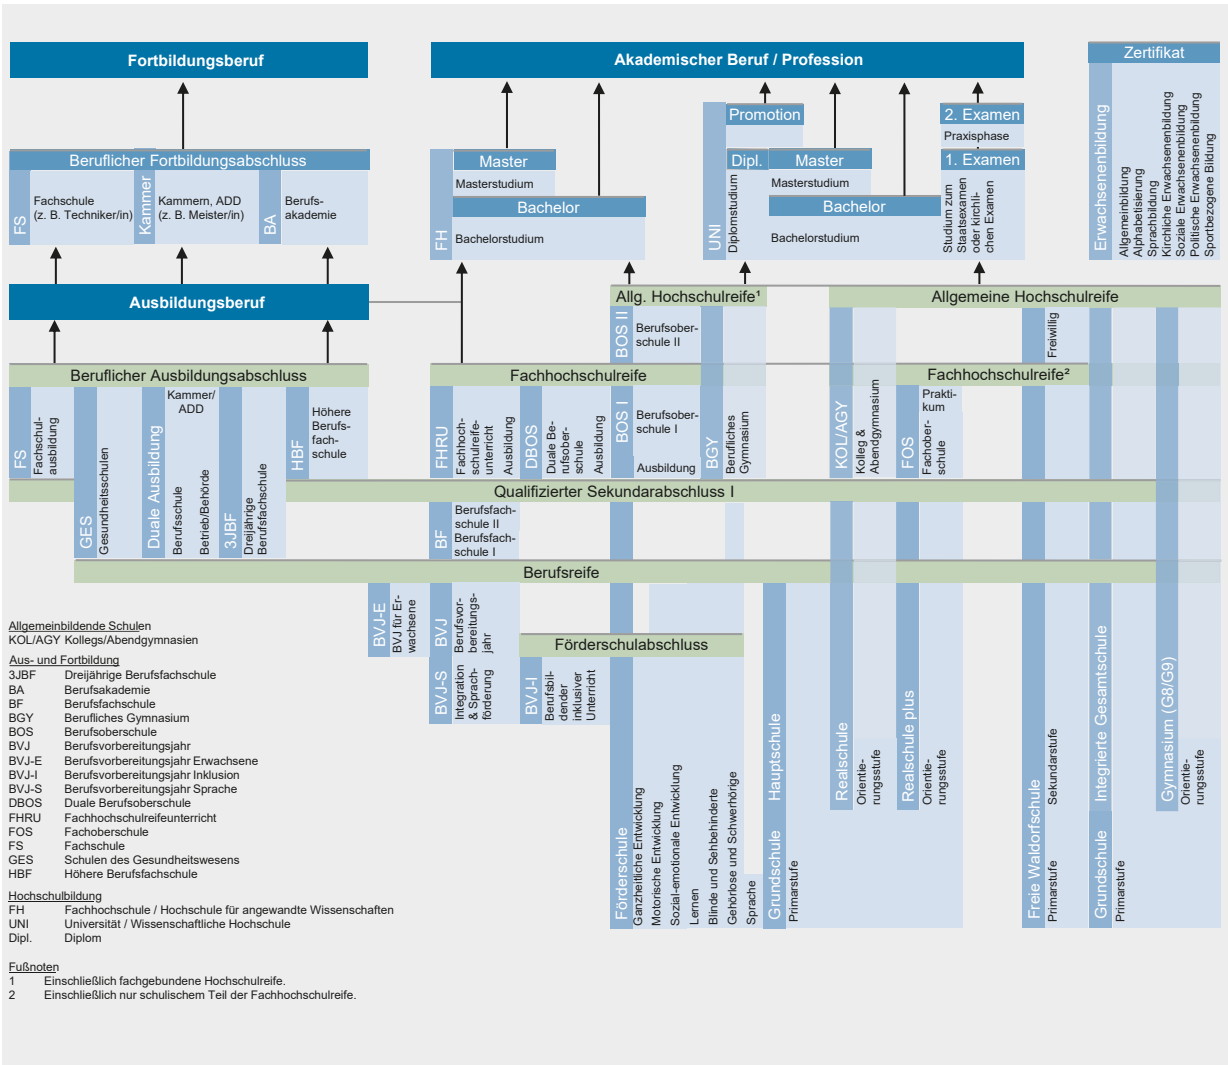 Fortbildungsberuf
Akademischer Beruf / Profession
Zertifikat
Erwachsenenbildung
Allgemeinbildung
Alphabetisierung
Sprachbildung
Kirchliche Erwachsenenbildung
Soziale Erwachsenenbildung
Politische Erwachsenenbildung
Sportbezogene Bildung
Beruflicher Fortbildungsabschluss
FS
Fachschule
(z. B. Techniker/in)
Kammer
Kammern, ADD
(z. B. Meister/in)
BA
Berufs-
akademie
FH
Master
Masterstudium
Bachelor
Bachelorstudium
UNI
Promotion
Dipl.
Diplomstudium
Master
Masterstudium
Bachelor
Bachelorstudium
2. Examen
Praxisphase
1. Examen
Studium zum
Staatsexamen
oder kirchli-
chen Examen
Ausbildungsberuf
Allg. Hochschulreife¹
Allgemeine Hochschulreife
BOS II
Berufsober-
schule II
Freiwillig
Beruflicher Ausbildungsabschluss
Fachhochschulreife
Fachhochschulreife²
FS
Fachschul-
ausbildung
GES
Gesundheitsschulen
Duale Ausbildung
Kammer/
ADD
Berufsschule
Betrieb/Behörde
3JBF
Dreijährige
Berufsfachschule
HBF
Höhere
Berufs-
fach-
schule
FHRU
Fachhoch-
schulreife-
unterricht
Ausbildung
DBOS
Duale Be-
rufsober-
schule
Ausbildung
BOS I
Berufsober-
schule I
Ausbildung
BGY
Berufliches
Gymnasium
KOL/AGY
Kolleg &
Abendgymnasium
FOS
Prakti-
kum
Fachober-
schule
Qualifizierter Sekundarabschluss I
BF
Berufsfach-
schule II
Berufsfach-
schule I
Berufsreife
BVJ-E
BVJ für Er-
wachsene
BVJ
Berufsvor-
bereitungs-
jahr
BVJ-S
Integration
& Sprach-
förderung
Förderschulabschluss
BVJ-I
Berufsbil-
dender
inklusiver
Unterricht
Förderschule
Ganzheitliche Entwicklung
Motorische Entwicklung
Sozial-emotionale Entwicklung
Lernen
Blinde und Sehbehinderte
Gehörlose und Schwerhörige
Sprache
Grundschule
Hauptschule
Primarstufe
Realschule
Orientie-
rungsstufe
Realschule plus
Orientie-
rungsstufe
Freie Waldorfschule
Primarstufe
Sekundarstufe
Grundschule
Integrierte Gesamtschule
Primarstufe
Gymnasium (G8/G9)
Orientie-
rungsstufe
Allgemeinbildende Schulen
KOL/AGY Kollegs/Abendgymnasien
Aus- und Fortbildung
3JBF Dreijährige Berufsfachschule
BA Berufsakademie
BF Berufsfachschule
BGY Berufliches Gymnasium
BOS Berufsoberschule
BVJ Berufsvorbereitungsjahr
BVJ-E Berufsvorbereitungsjahr Erwachsene
BVJ-I Berufsvorbereitungsjahr Inklusion
BVJ-S Berufsvorbereitungsjahr Sprache
DBOS Duale Berufsoberschule
FHRU Fachhochschulreifeunterricht
FOS Fachoberschule
FS Fachschule
GES Schulen des Gesundheitswesens
HBF Höhere Berufsfachschule
Hochschulbildung
FH Fachhochschule / Hochschule für angewandte Wissenschaften
UNI Universität / Wissenschaftliche Hochschule
Dipl. Diplom
Fußnoten
1 Einschließlich fachgebundene Hochschulreife.
2 Einschließlich nur schulischem Teil der Fachhochschulreife.